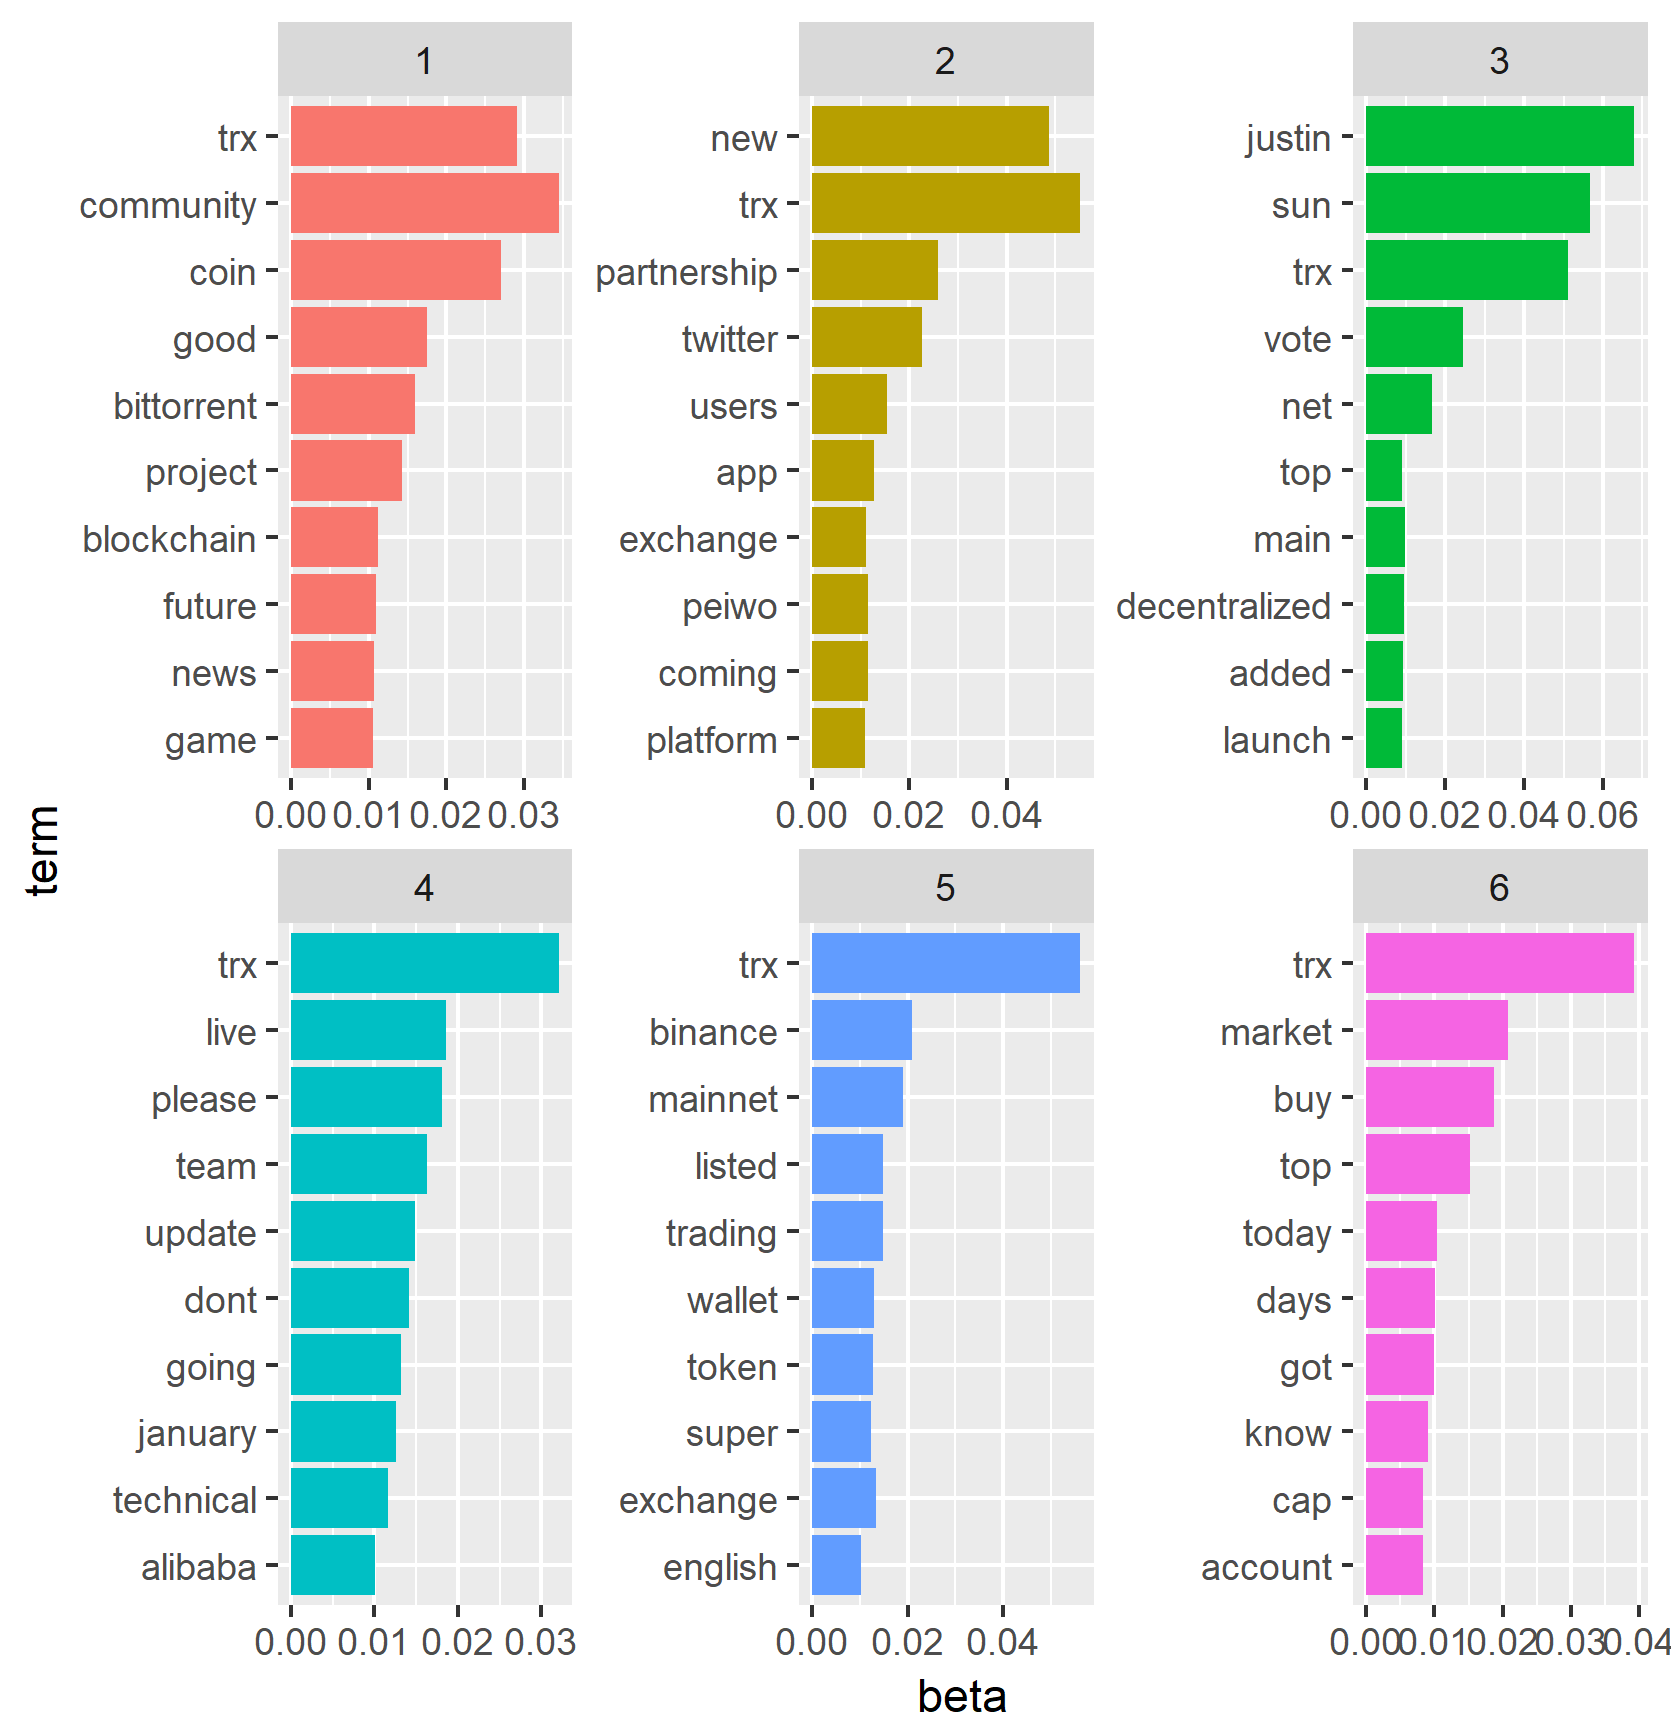 1
2
3
trx
community
coin
good
bittorrent
project
blockchain
future
news
game
new
trx
partnership
twitter
users
app
exchange
peiwo
coming
platform
justin
sun
trx
vote
net
top
main
decentralized
added
launch
0.00 0.01 0.02 0.03
0.00 0.02 0.04
0.00 0.02 0.04 0.06
term
4
5
6
trx
live
please
team
update
dont
going
january
technical
alibaba
trx
binance
mainnet
listed
trading
wallet
token
super
exchange
english
trx
market
buy
top
today
days
got
know
cap
account
0.00 0.01 0.02 0.03
0.00 0.02 0.04
0.00 0.01 0.02 0.03 0.04
beta